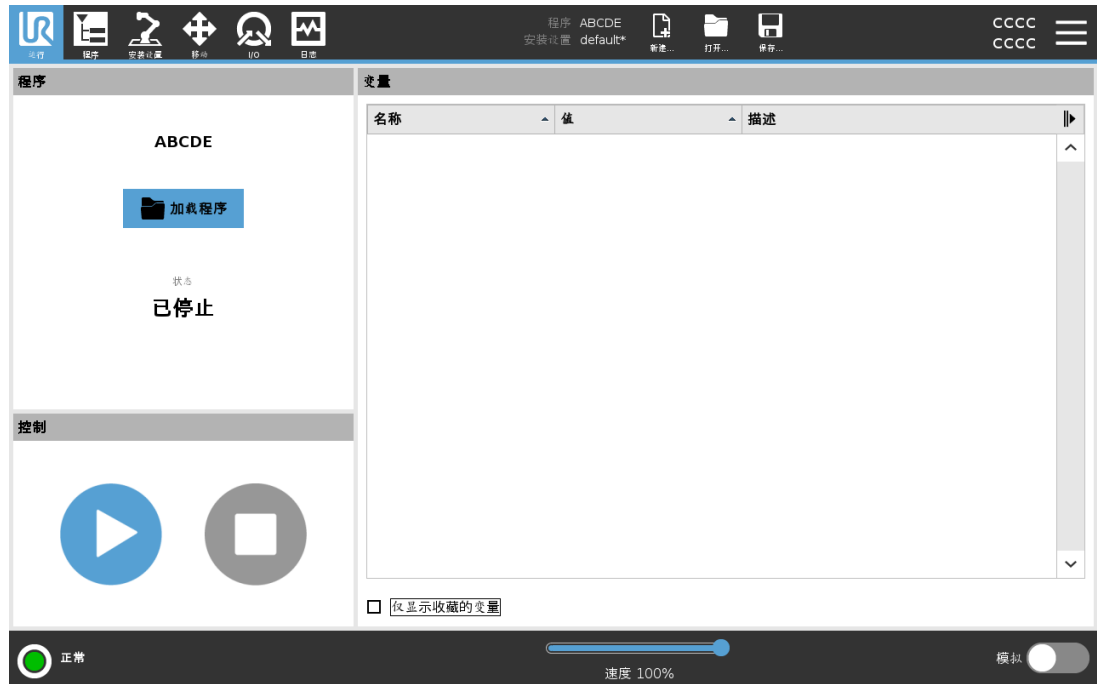 UR
运行
程序
安装设置
移动
I/O
日志
程序 ABCDE
安装设置 default*
新建...
打开...
保存...
CCCC
CCCC
程序
ABCDE
加载程序
状态
已停止
控制
变量
名称 值 描述
仅显示收藏的变量
正常
速度 100%
模拟